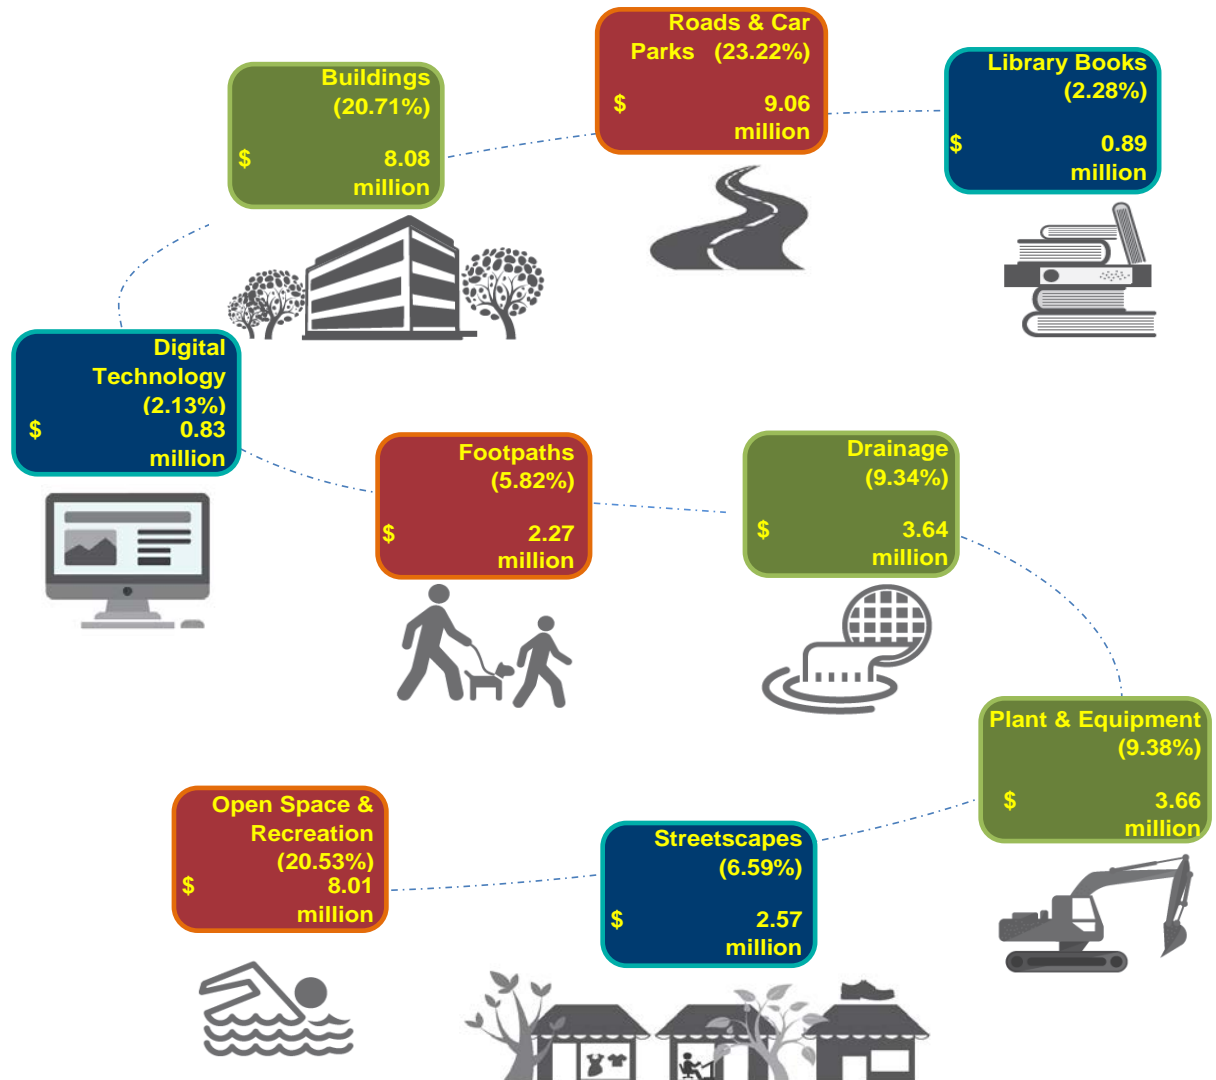 Roads & Car
Parks (23.22%)
$ 9.06
million
Library Books
(2.28%)
$ 0.89
million
Buildings
(20.71%)
$ 8.08
million
Digital
Technology
(2.13%)
$ 0.83
million
Footpaths
(5.82%)
$ 2.27
million
Drainage
(9.34%)
$ 3.64
million
Plant & Equipment
(9.38%)
$ 3.66
million
Open Space &
Recreation
(20.53%)
$ 8.01
million
Streetscapes
(6.59%)
$ 2.57
million